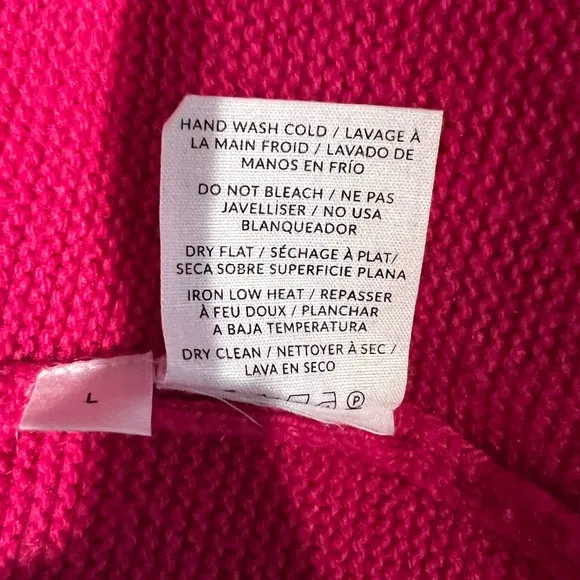 HAND WASH COLD / LAVAGE À
LA MAIN FROID / LAVADO DE
MANOS EN FRÍO
DO NOT BLEACH / NE PAS
JAVELLISER / NO USA
BLANQUEADOR
DRY FLAT / SÉCHAGE À PLAT/
SECA SOBRE SUPERFICIE PLANA
IRON LOW HEAT / REPASSER
À FEU DOUX / PLANCHAR
A BAJA TEMPERATURA
DRY CLEAN / NETTOYER À SEC /
LAVA EN SECO
P
L